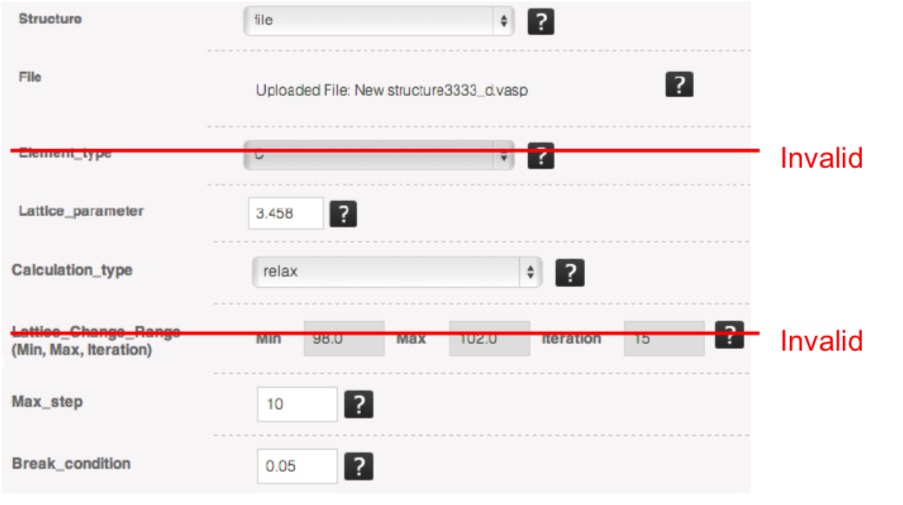 Structure file ?
File Uploaded File: New structure3333_d.vasp ?
Element_type C ? Invalid
Lattice_parameter 3.458 ?
Calculation_type relax ?
Lattice_Change_Range Min 98.0 Max 102.0 Iteration 15 ? Invalid
(Min, Max, Iteration)
Max_step 10 ?
Break_condition 0.05 ?